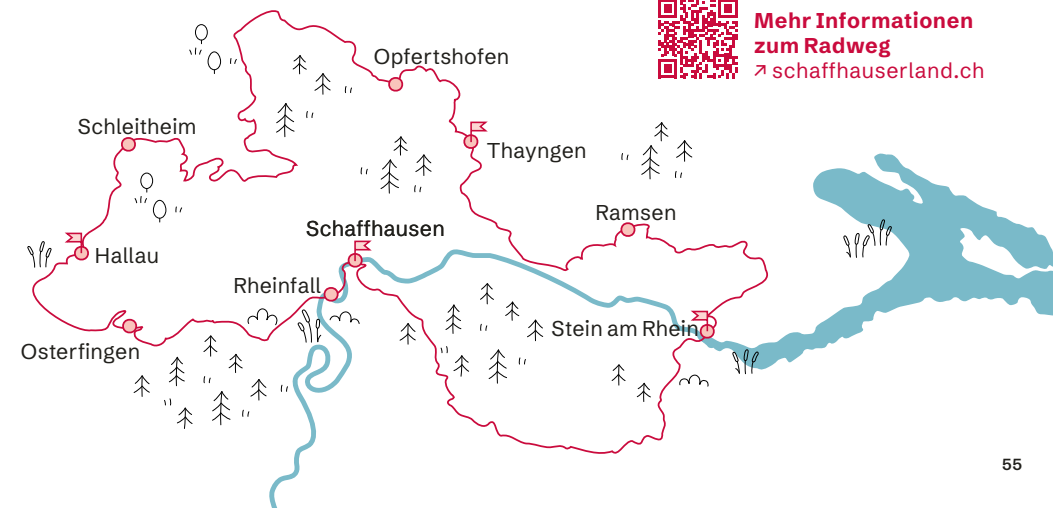 Mehr Informationen
zum Radweg
↗ schaffhauserland.ch
Opfertshofen
Schleitheim
Thayngen
Ramsen
Schaffhausen
Hallau
Rheinfall
Stein am Rhein
Osterfingen
55